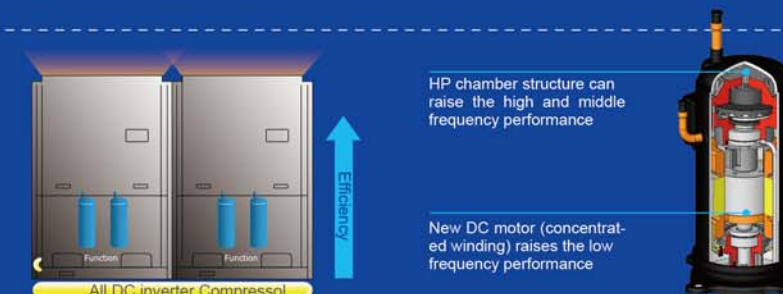 HP chamber structure can
raise the high and middle
frequency performance
Efficiency
New DC motor (concentrat-
ed winding) raises the low
frequency performance
Function
Function
All DC inverter Compressol